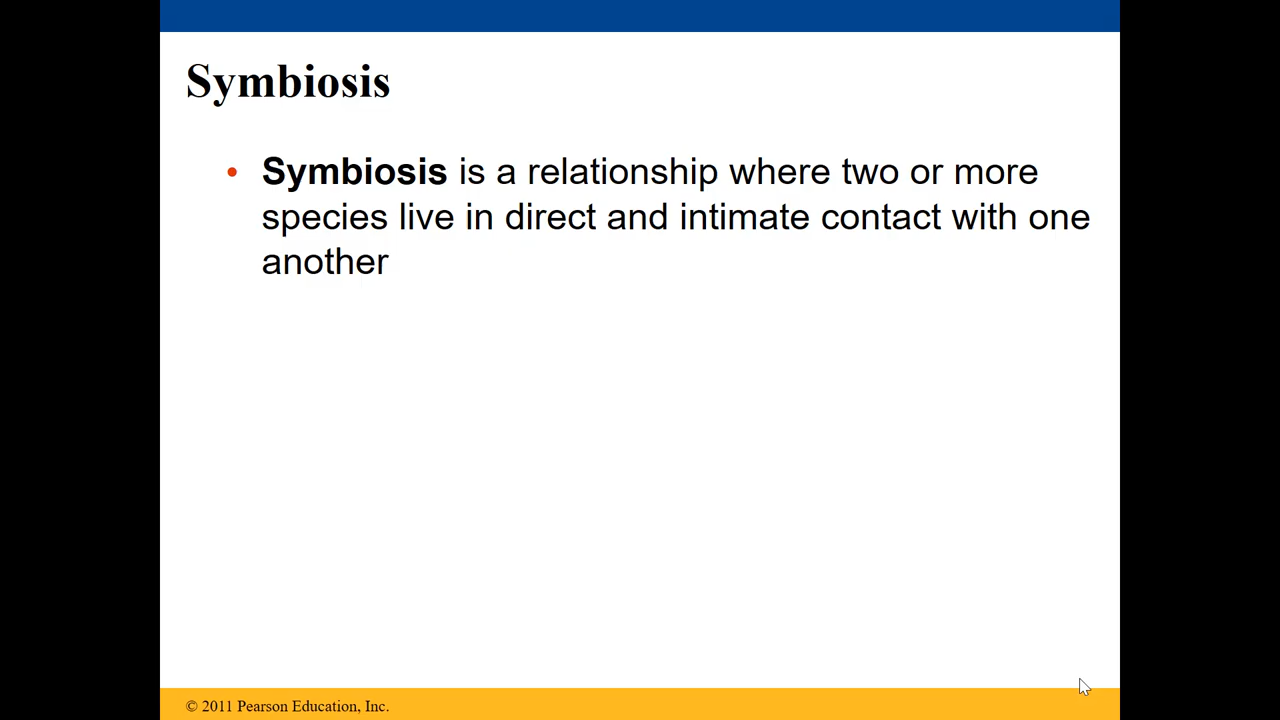 Symbiosis
• Symbiosis is a relationship where two or more
species live in direct and intimate contact with one
another
© 2011 Pearson Education, Inc.